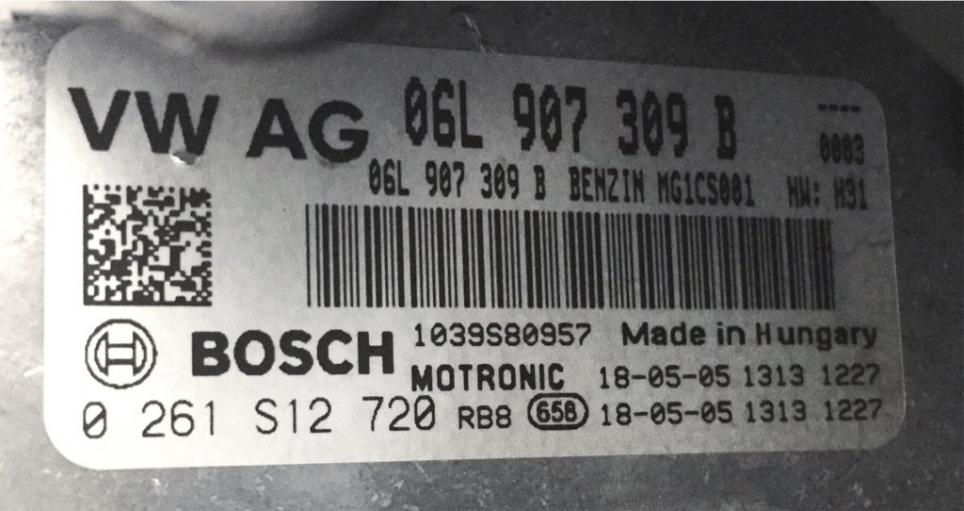 VW AG 06L 907 309 B ----
0003
06L 907 309 B BENZIN MG1CS001 HW: H31
BOSCH 1039S80957 Made in Hungary
MOTRONIC 18-05-05 1313 1227
0 261 S12 720 RB8 658 18-05-05 1313 1227